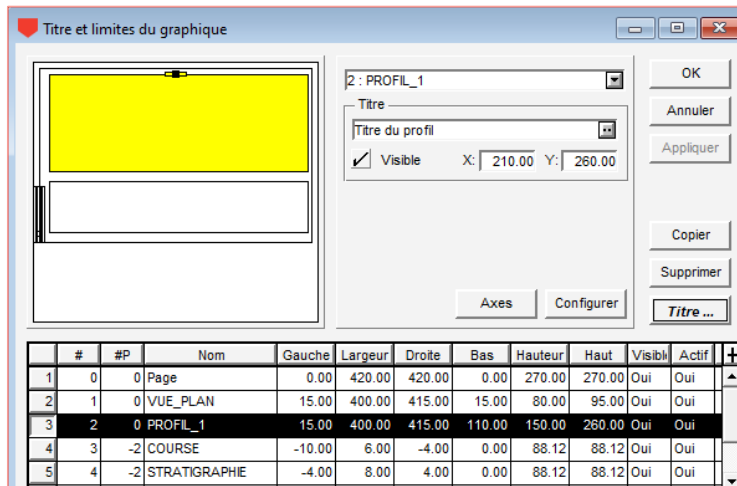 Titre et limites du graphique
2 : PROFIL_1
OK
Titre
Annuler
Titre du profil
Visible X: 210.00 Y: 260.00
Appliquer
Copier
Supprimer
Axes Configurer Titre ...
# #P Nom Gauche Largeur Droite Bas Hauteur Haut Visibl Actif
1 0 0 Page 0.00 420.00 420.00 0.00 270.00 270.00 Oui Oui
2 1 0 VUE_PLAN 15.00 400.00 415.00 15.00 80.00 95.00 Oui Oui
3 2 0 PROFIL_1 15.00 400.00 415.00 110.00 150.00 260.00 Oui Oui
4 3 -2 COURSE -10.00 6.00 -4.00 0.00 88.12 88.12 Oui Oui
5 4 -2 STRATIGRAPHIE -4.00 8.00 4.00 0.00 88.12 88.12 Oui Oui